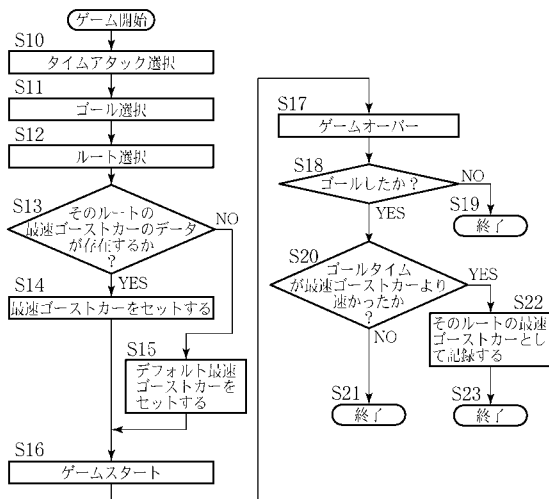 ゲーム開始
S10
タイムアタック選択
S11
ゴール選択
S12
ルート選択
S13
そのルートの
最速ゴーストカーのデータ
が存在するか
?
NO
YES
S14
最速ゴーストカーをセットする
S15
デフォルト最速
ゴーストカーを
セットする
S16
ゲームスタート
S17
ゲームオーバー
S18
ゴールしたか?
NO
S19
終了
YES
S20
ゴールタイム
が最速ゴーストカーより
速かったか
?
YES
NO
S22
そのルートの最速
ゴーストカーとし
て記録する
S21
終了
S23
終了